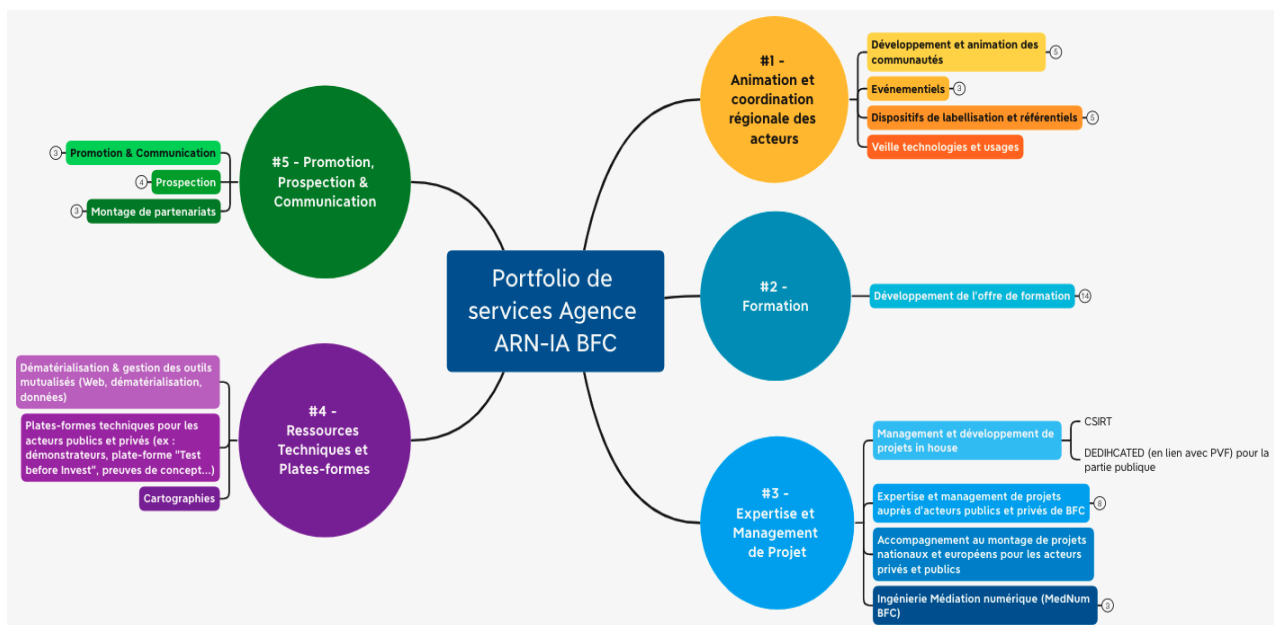 Portfolio de
services Agence
ARN-IA BFC
#1 -
Animation et
coordination
régionale des
acteurs
Développement et animation des
communautés
5
Evénementiels
3
Dispositifs de labellisation et référentiels
5
Veille technologies et usages
#2 -
Formation
Développement de l'offre de formation
14
#3 -
Expertise et
Management
de Projet
Management et développement de
projets in house
CSIRT
DEDIHCATED (en lien avec PVF) pour la
partie publique
Expertise et management de projets
auprès d'acteurs publics et privés de BFC
Accompagnement au montage de projets
nationaux et européens pour les acteurs
privés et publics
Ingénierie Médiation numérique (MedNum
BFC)
3
#4 -
Ressources
Techniques et
Plates-formes
Dématérialisation & gestion des outils
mutualisés (Web, dématérialisation,
données)
Plates-formes techniques pour les
acteurs publics et privés (ex :
démonstrateurs, plate-forme "Test
before Invest", preuves de concept...)
Cartographies
#5 - Promotion,
Prospection &
Communication
Promotion & Communication
3
Prospection
4
Montage de partenariats
3